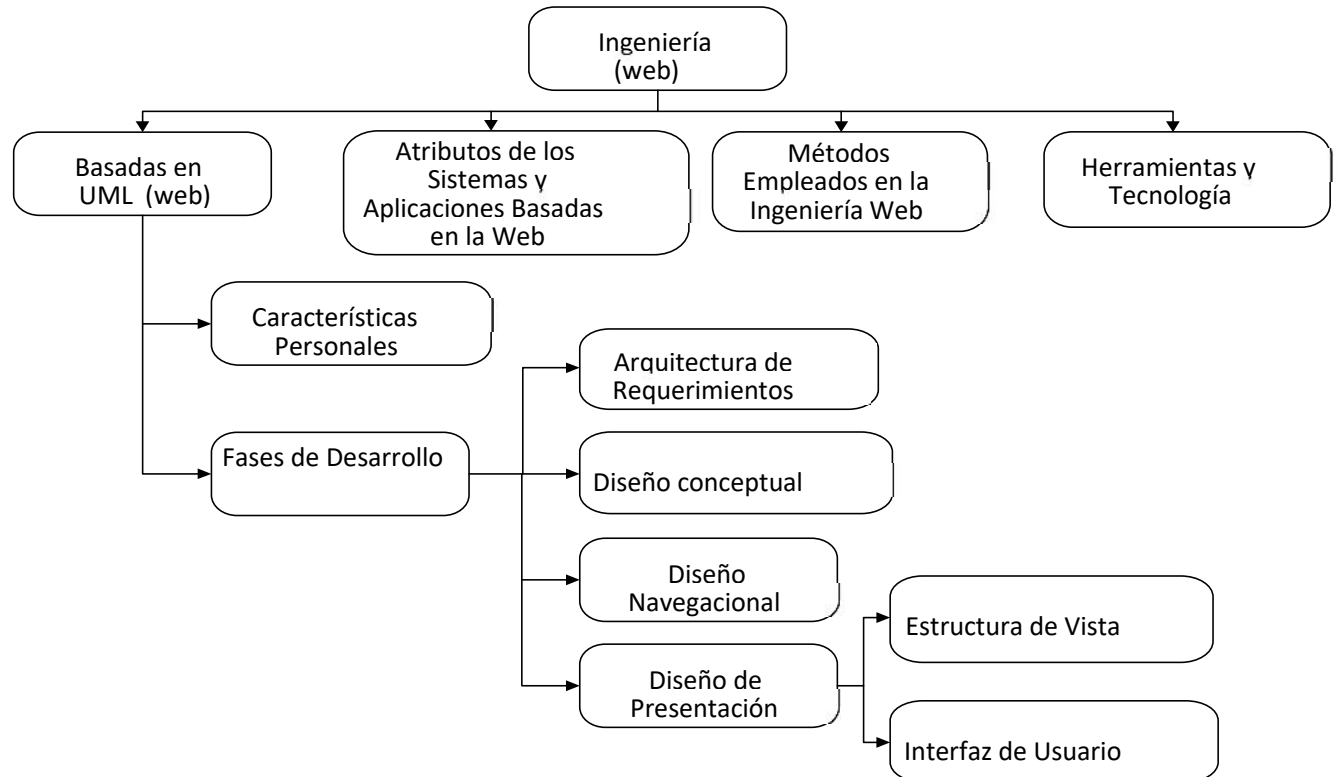 Ingeniería
(web)
Basadas en
UML (web)
Atributos de los
Sistemas y
Aplicaciones Basadas
en la Web
Métodos
Empleados en la
Ingeniería Web
Herramientas y
Tecnología
Caracterísficas
Personales
Fases de Desarrollo
Arquitectura de
Requerimientos
Diseño conceptual
Diseño
Navegacional
Diseño de
Presentación
Estructura de Vista
Interfaz de Usuario